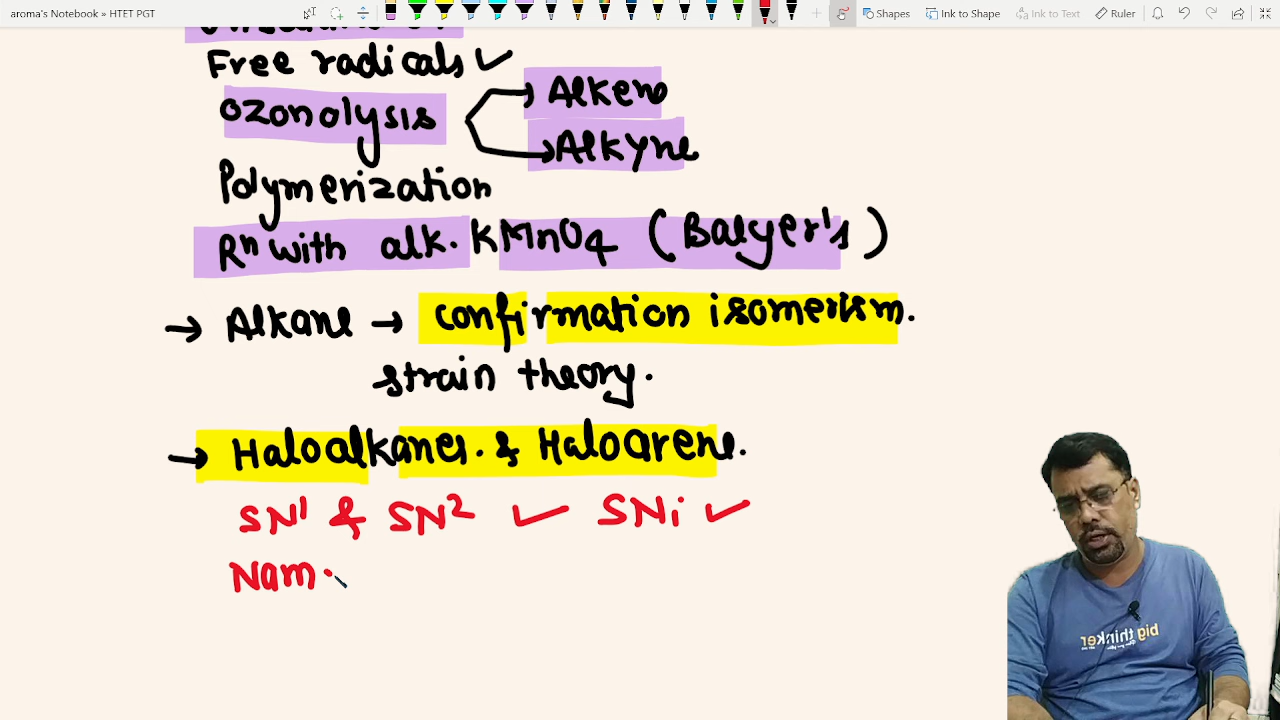 aroma's Notebook » HTET PGT
Shapes Ink to Shape Ink to Text Ruler
Free radicals ✓
Ozonolysis → Alkene
→ Alkyne
Polymerization
Rⁿ with alk. KMnO4 (Baeyer's)
→ Alkane → confirmation isomerism.
strain theory.
→ Haloalkanes. & Haloarene.
SN1 & SN2 ✓ SNi ✓
Nam.
big thinker